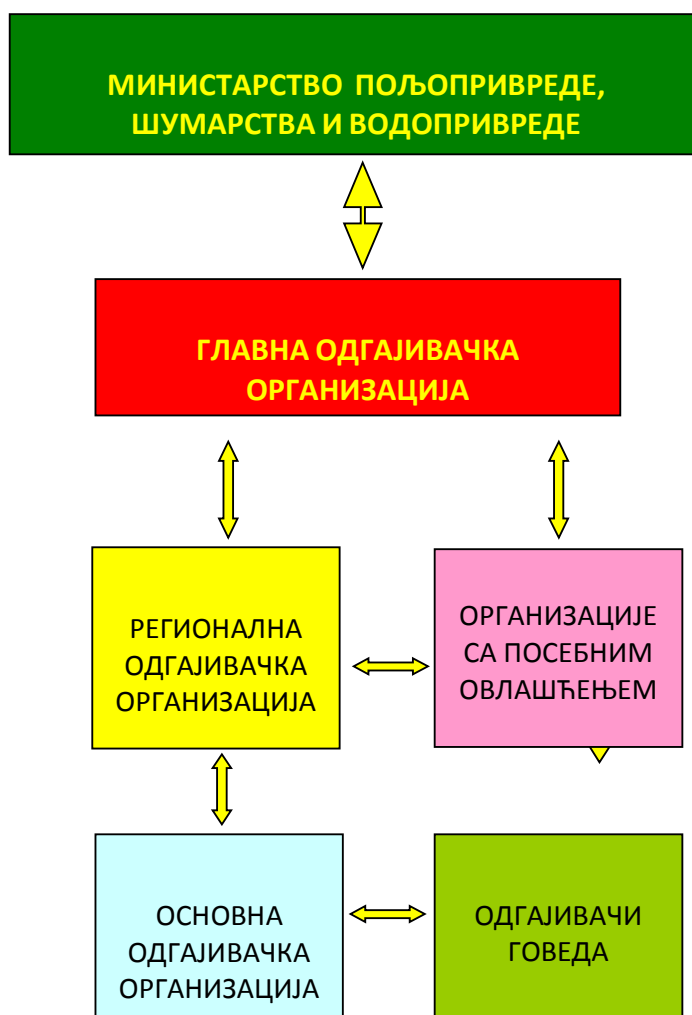 МИНИСТАРСТВО ПОЉОПРИВРЕДЕ,
ШУМАРСТВА И ВОДОПРИВРЕДЕ
ГЛАВНА ОДГАЈИВАЧКА
ОРГАНИЗАЦИЈА
РЕГИОНАЛНА
ОДГАЈИВАЧКА
ОРГАНИЗАЦИЈА
ОРГАНИЗАЦИЈЕ
СА ПОСЕБНИМ
ОВЛАШЋЕЊЕМ
ОСНОВНА
ОДГАЈИВАЧКА
ОРГАНИЗАЦИЈА
ОДГАЈИВАЧИ
ГОВЕДА